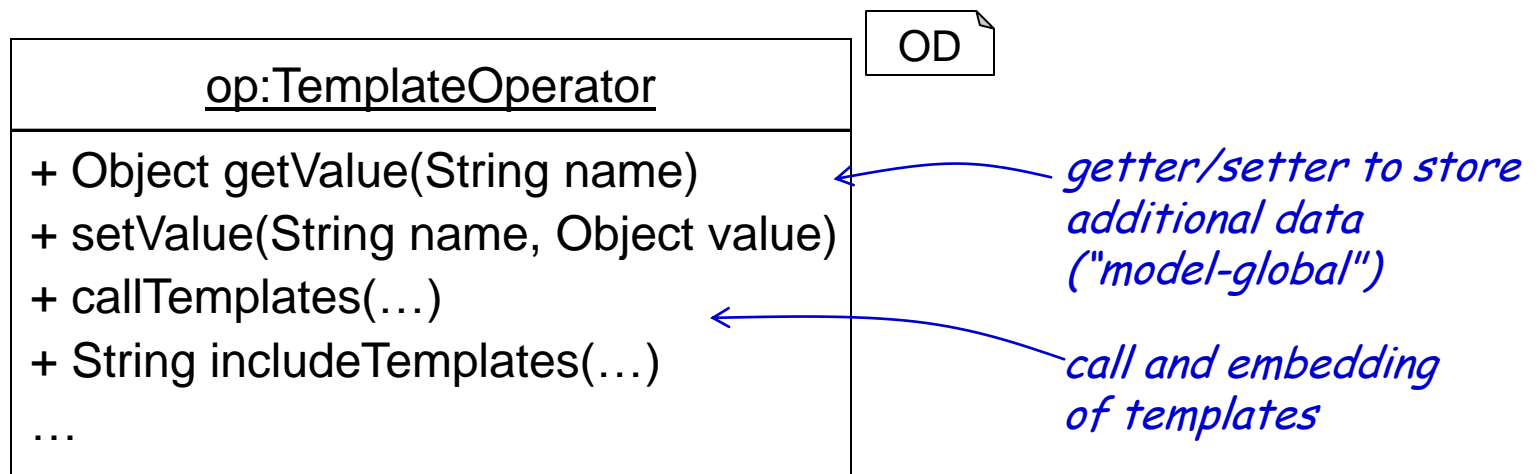 OD
op:TemplateOperator
+ Object getValue(String name)
+ setValue(String name, Object value)
+ callTemplates(…)
+ String includeTemplates(…)
…
getter/setter to store
additional data
("model-global")
call and embedding
of templates